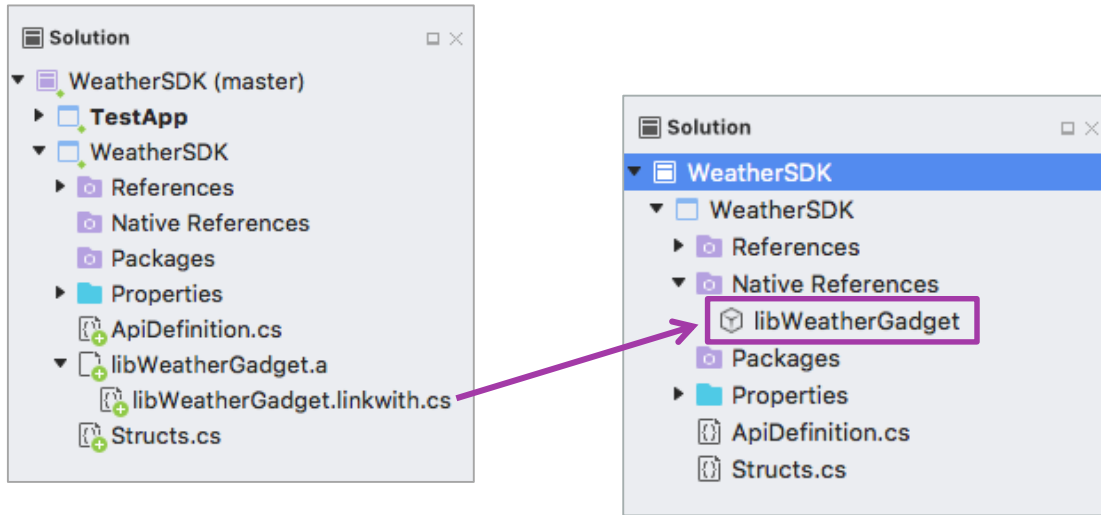 Solution
WeatherSDK (master)
TestApp
WeatherSDK
References
Native References
Packages
Properties
ApiDefinition.cs
libWeatherGadget.a
libWeatherGadget.linkwith.cs
Structs.cs
Solution
WeatherSDK
WeatherSDK
References
Native References
libWeatherGadget
Packages
Properties
ApiDefinition.cs
Structs.cs